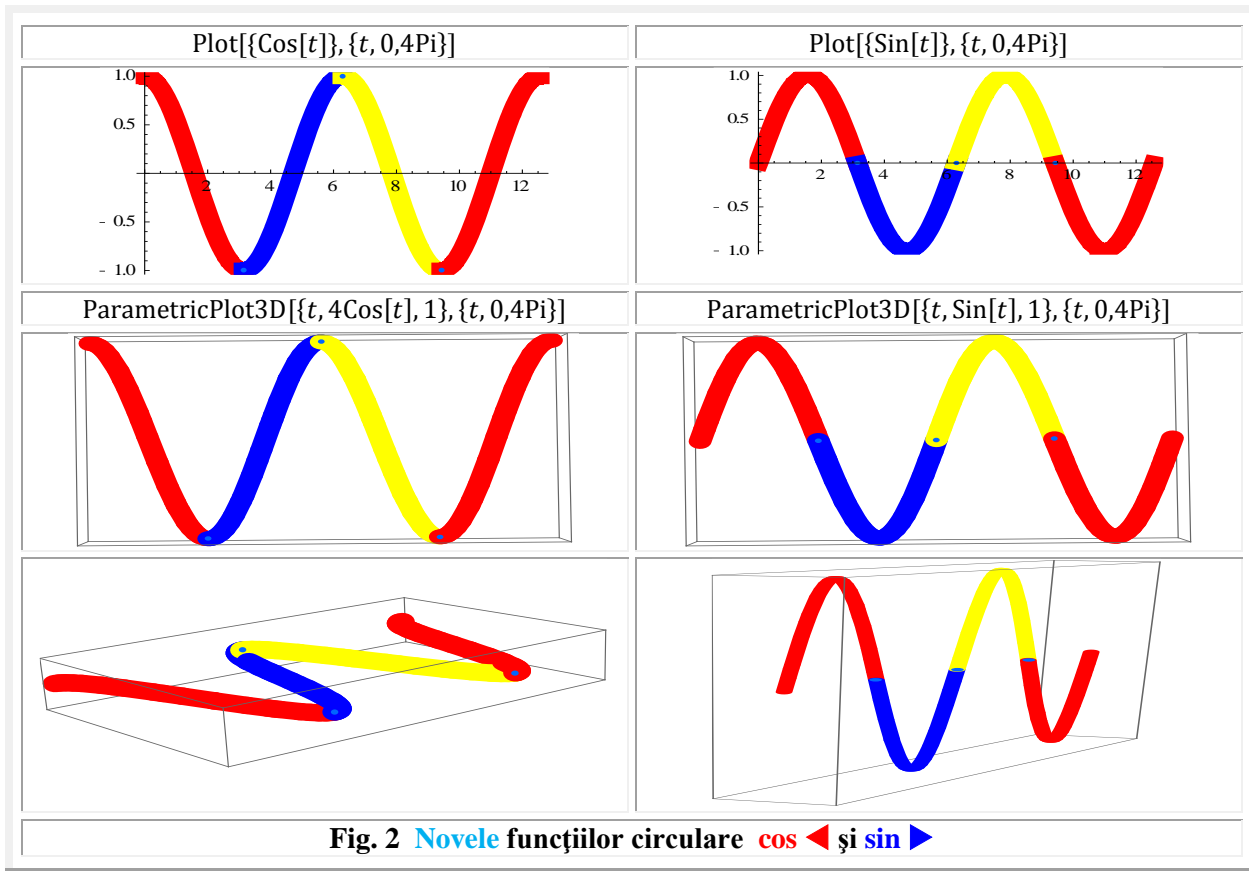 Plot[{Cos[t]}, {t, 0,4Pi}]
Plot[{Sin[t]}, {t, 0,4Pi}]
1.0
0.5
2 4 6 8 10 12
- 0.5
- 1.0
1.0
0.5
2 4 6 8 10 12
- 0.5
- 1.0
ParametricPlot3D[{t, 4Cos[t], 1}, {t, 0,4Pi}]
ParametricPlot3D[{t, Sin[t], 1}, {t, 0,4Pi}]
Fig. 2 Novele funcţiilor circulare cos ◀ şi sin ▶